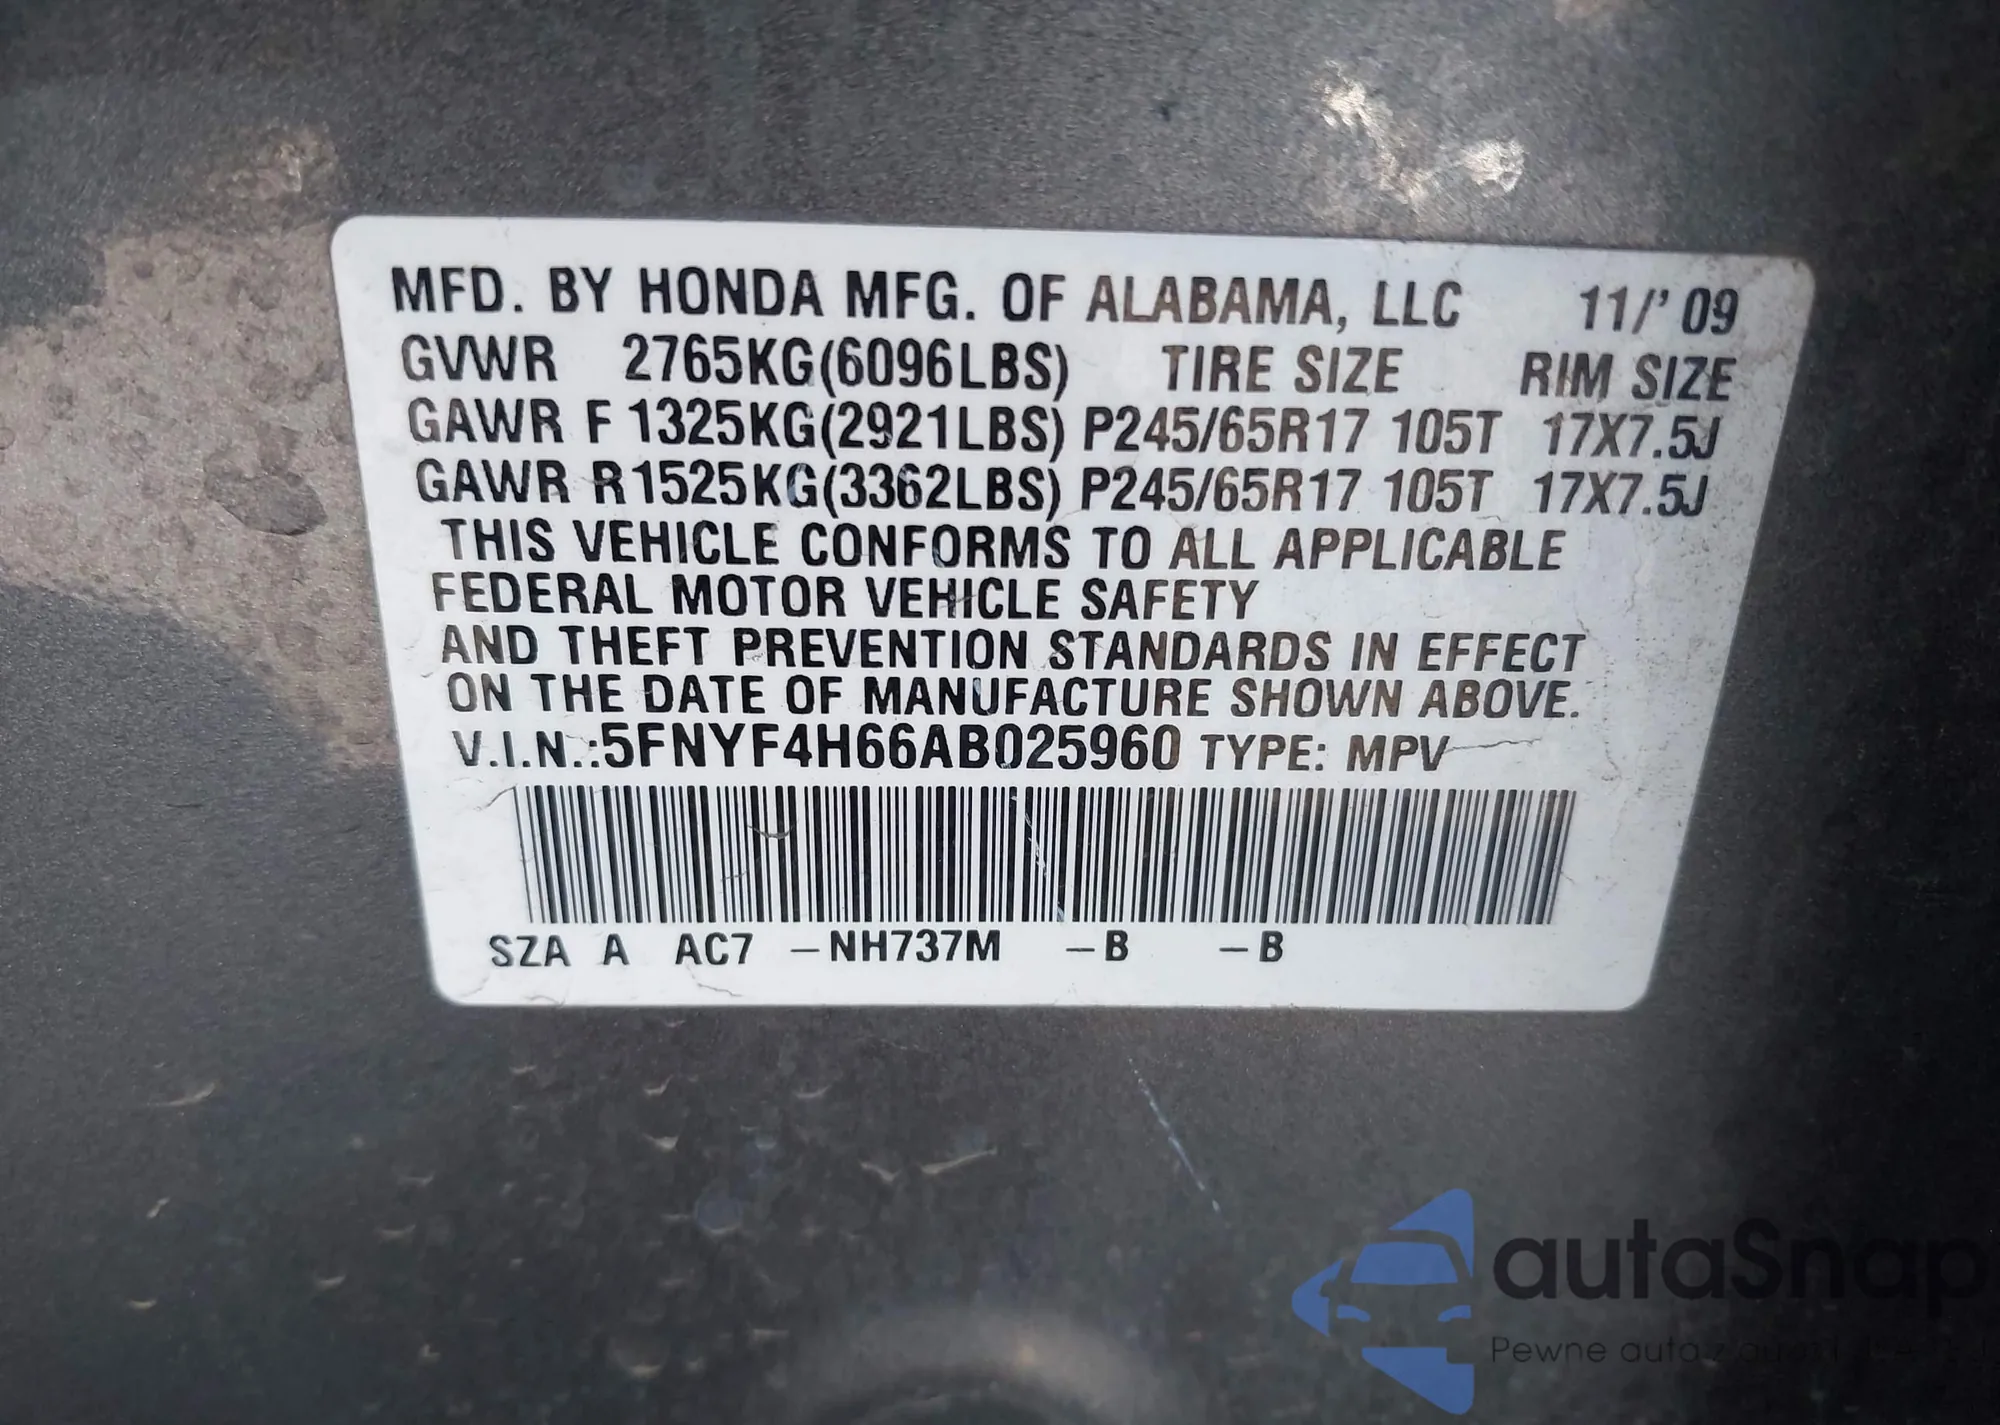 MFD. BY HONDA MFG. OF ALABAMA, LLC 11/'09
GVWR 2765KG(6096LBS) TIRE SIZE RIM SIZE
GAWR F 1325KG(2921LBS) P245/65R17 105T 17X7.5J
GAWR R1525KG(3362LBS) P245/65R17 105T 17X7.5J
THIS VEHICLE CONFORMS TO ALL APPLICABLE
FEDERAL MOTOR VEHICLE SAFETY
AND THEFT PREVENTION STANDARDS IN EFFECT
ON THE DATE OF MANUFACTURE SHOWN ABOVE.
V.I.N.:5FNYF4H66AB025960 TYPE: MPV
SZA A AC7 –NH737M –B –B
autaSnap
Pewne auta z